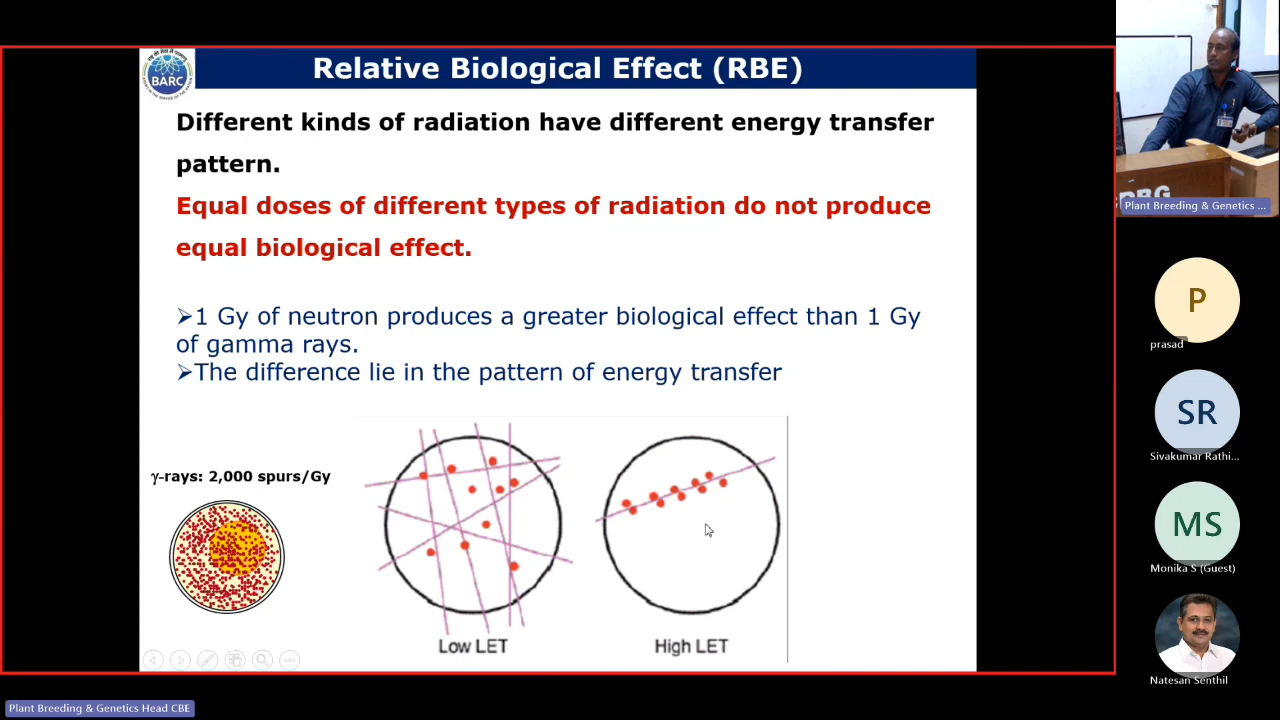 BARC
Relative Biological Effect (RBE)
Different kinds of radiation have different energy transfer
pattern.
Equal doses of different types of radiation do not produce
equal biological effect.
➢1 Gy of neutron produces a greater biological effect than 1 Gy
of gamma rays.
➢The difference lie in the pattern of energy transfer
γ-rays: 2,000 spurs/Gy
Low LET
High LET
DBG
Plant Breeding & Genetics ...
P
prasad
SR
Sivakumar Rathi...
MS
Monika S (Guest)
Natesan Senthil
Plant Breeding & Genetics Head CBE